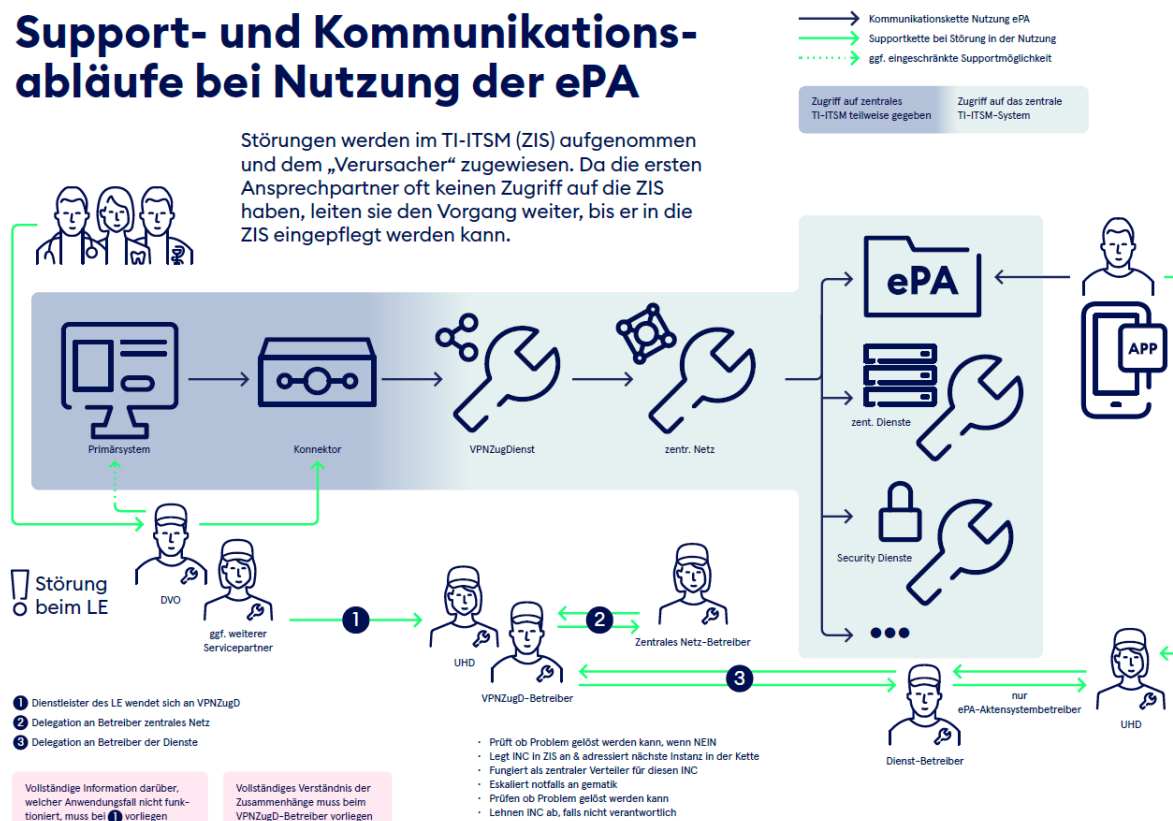 Support- und Kommunikations-
abläufe bei Nutzung der ePA
Kommunikationskette Nutzung ePA
Supportkette bei Störung in der Nutzung
ggf. eingeschränkte Supportmöglichkeit
Zugriff auf zentrales
TI-ITSM teilweise gegeben
Zugriff auf das zentrale
TI-ITSM-System
Störungen werden im TI-ITSM (ZIS) aufgenommen
und dem „Verursacher“ zugewiesen. Da die ersten
Ansprechpartner oft keinen Zugriff auf die ZIS
haben, leiten sie den Vorgang weiter, bis er in die
ZIS eingepflegt werden kann.
ePA
APP
Primärsystem
Konnektor
VPNZugDienst
zentr. Netz
zent. Dienste
Security Dienste
Störung
beim LE
DVO
ggf. weiterer
Servicepartner
1
UHD
VPNZugD-Betreiber
2
Zentrales Netz-Betreiber
3
Dienst-Betreiber
nur
ePA-Aktensystembetreiber
UHD
1 Dienstleister des LE wendet sich an VPNZugD
2 Delegation an Betreiber zentrales Netz
3 Delegation an Betreiber der Dienste
Vollständige Information darüber,
welcher Anwendungsfall nicht funk-
tioniert, muss bei 1 vorliegen
Vollständiges Verständnis der
Zusammenhänge muss beim
VPNZugD-Betreiber vorliegen
· Prüft ob Problem gelöst werden kann, wenn NEIN
· Legt INC in ZIS an & adressiert nächste Instanz in der Kette
· Fungiert als zentraler Verteiler für diesen INC
· Eskaliert notfalls an gematik
· Prüfen ob Problem gelöst werden kann
· Lehnen INC ab, falls nicht verantwortlich